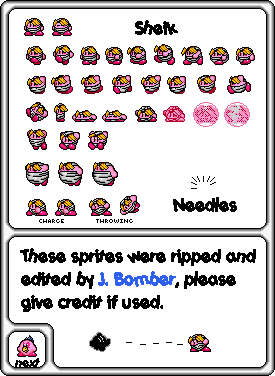 Sheik
Needles
CHARGE THROWING
These sprites were ripped and
edited by J. Bomber, please
give credit if used.
next